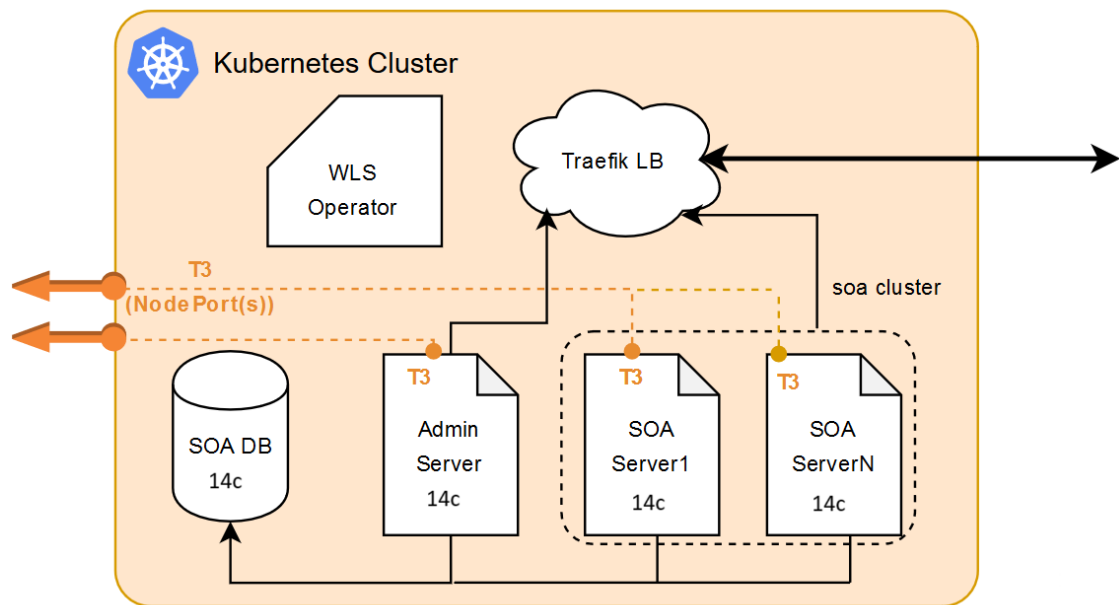 Kubernetes Cluster
WLS
Operator
Traefik LB
T3
(NodePort(s))
soa cluster
T3
T3
T3
SOA DB
14c
Admin
Server
14c
SOA
Server1
14c
SOA
ServerN
14c